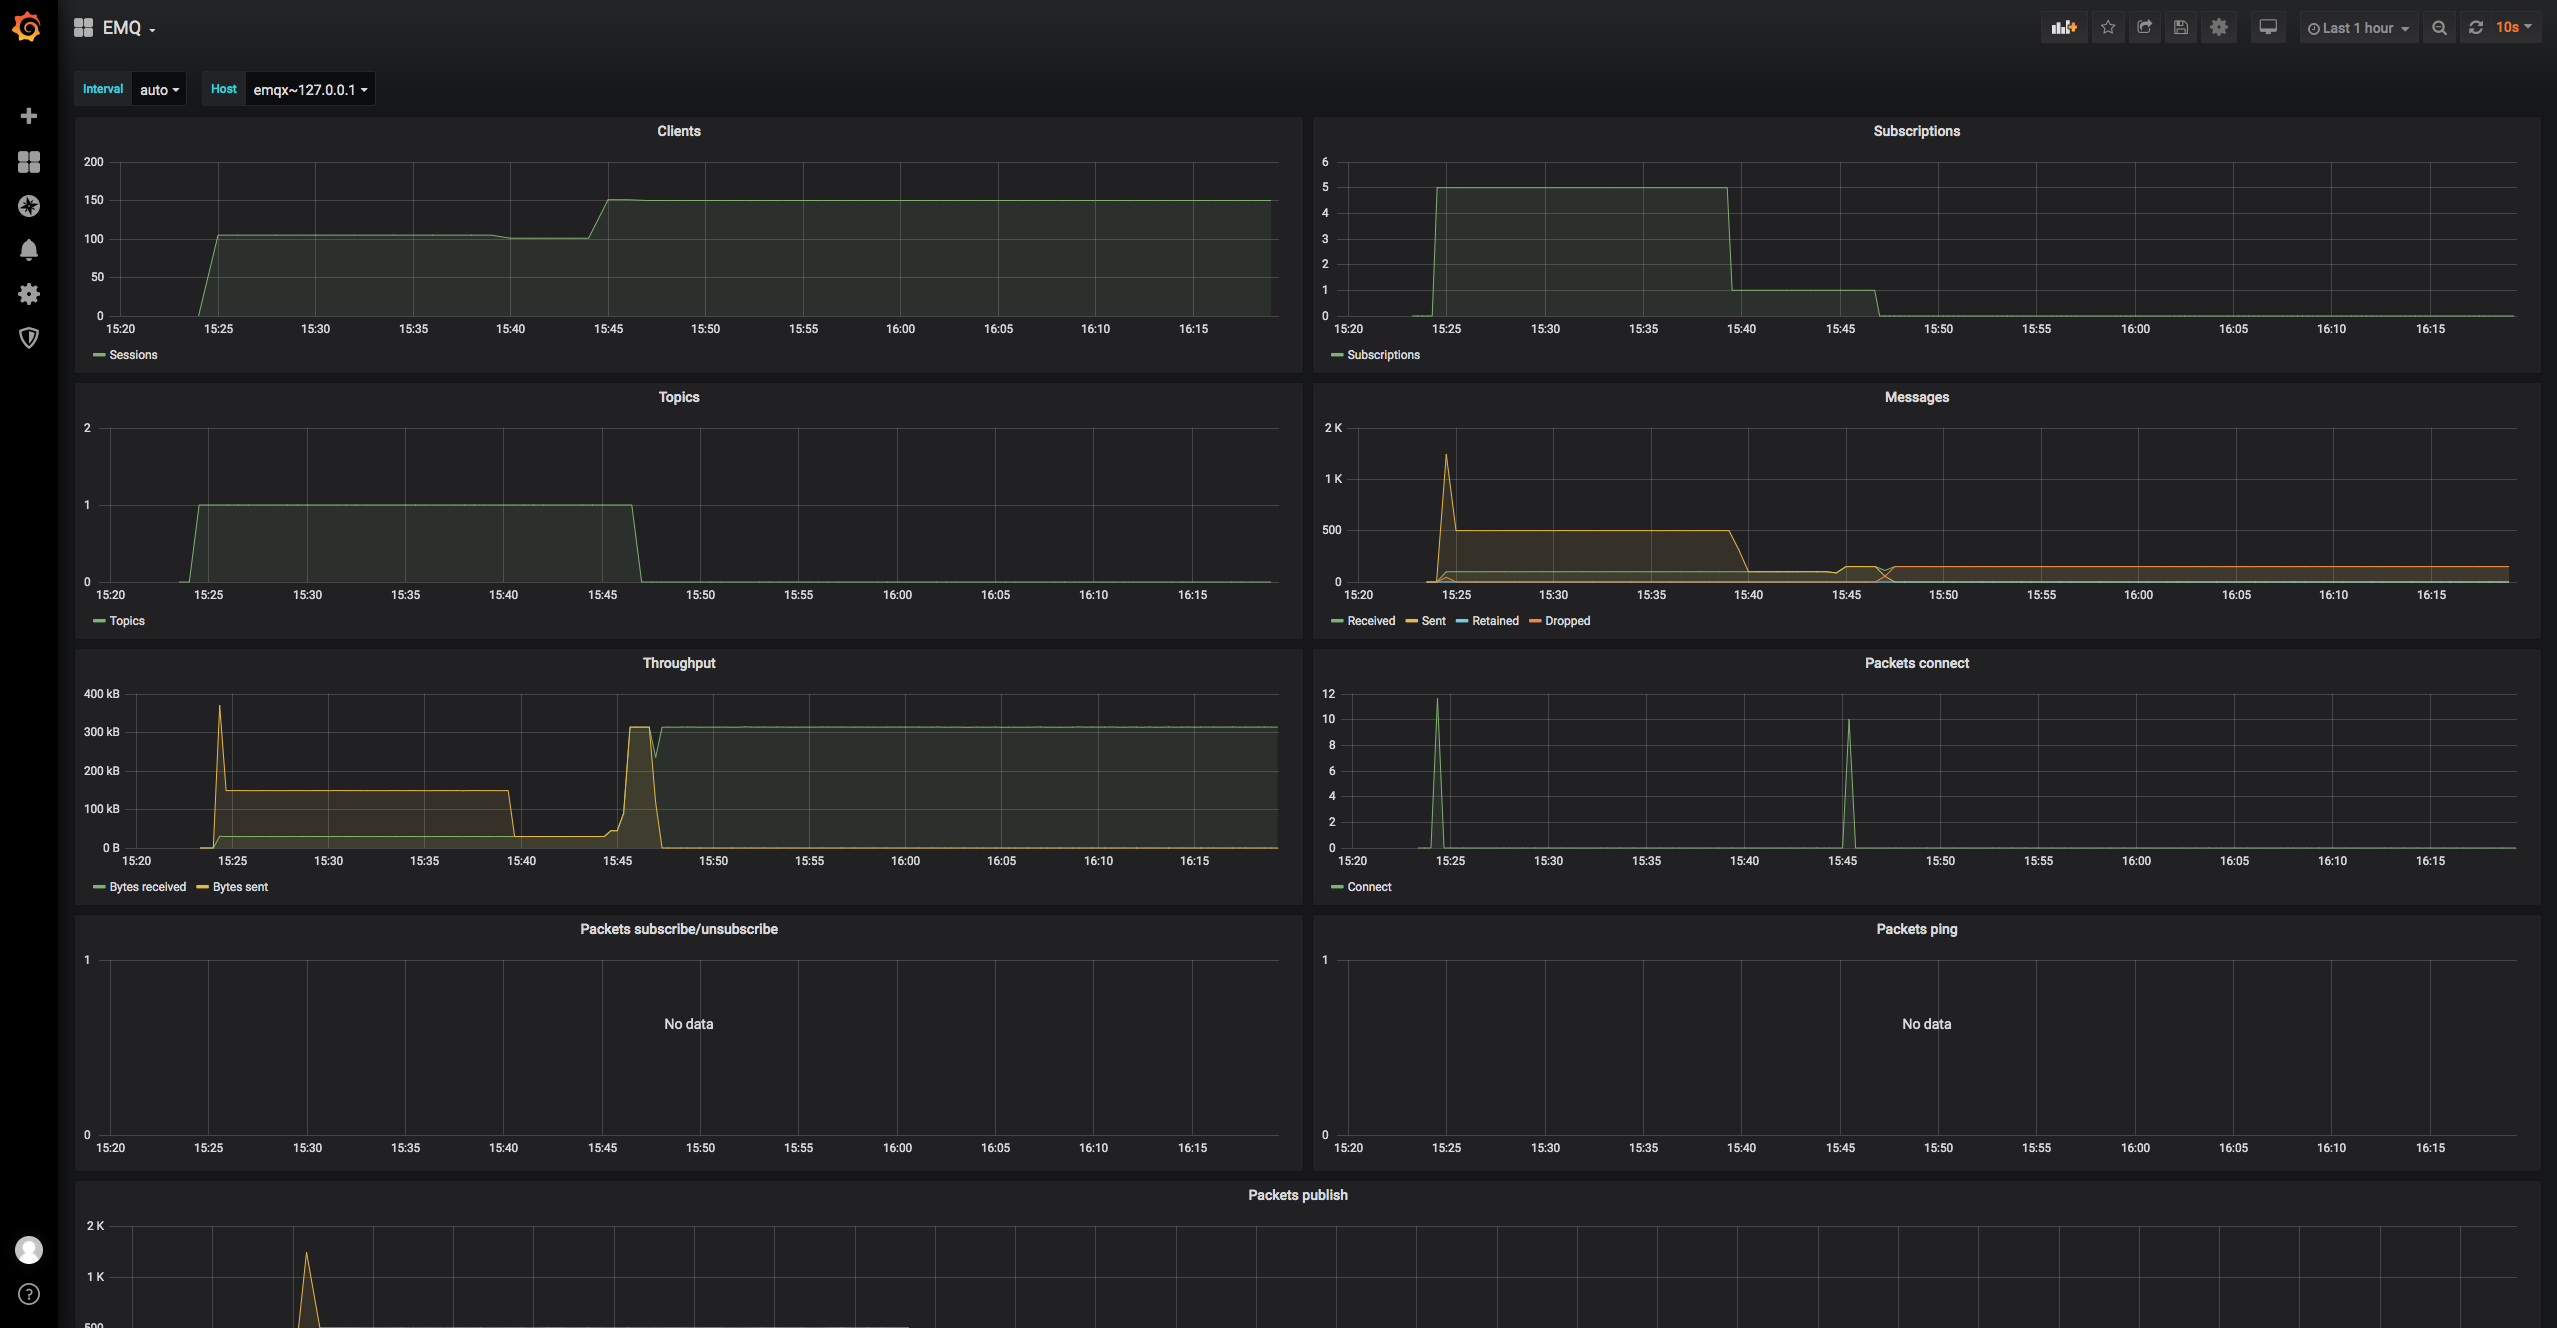 EMQ
Last 1 hour
10s
Interval auto Host emqx~127.0.0.1
Clients
200
150
100
50
0
15:20 15:25 15:30 15:35 15:40 15:45 15:50 15:55 16:00 16:05 16:10 16:15
Sessions
Subscriptions
6
5
4
3
2
1
0
15:20 15:25 15:30 15:35 15:40 15:45 15:50 15:55 16:00 16:05 16:10 16:15
Subscriptions
Topics
2
1
0
15:20 15:25 15:30 15:35 15:40 15:45 15:50 15:55 16:00 16:05 16:10 16:15
Topics
Messages
2 K
1 K
500
0
15:20 15:25 15:30 15:35 15:40 15:45 15:50 15:55 16:00 16:05 16:10 16:15
Received Sent Retained Dropped
Throughput
400 kB
300 kB
200 kB
100 kB
0 B
15:20 15:25 15:30 15:35 15:40 15:45 15:50 15:55 16:00 16:05 16:10 16:15
Bytes received Bytes sent
Packets connect
12
10
8
6
4
2
0
15:20 15:25 15:30 15:35 15:40 15:45 15:50 15:55 16:00 16:05 16:10 16:15
Connect
Packets subscribe/unsubscribe
1
No data
0
15:20 15:25 15:30 15:35 15:40 15:45 15:50 15:55 16:00 16:05 16:10 16:15
Packets ping
1
No data
0
15:20 15:25 15:30 15:35 15:40 15:45 15:50 15:55 16:00 16:05 16:10 16:15
Packets publish
2 K
1 K
500